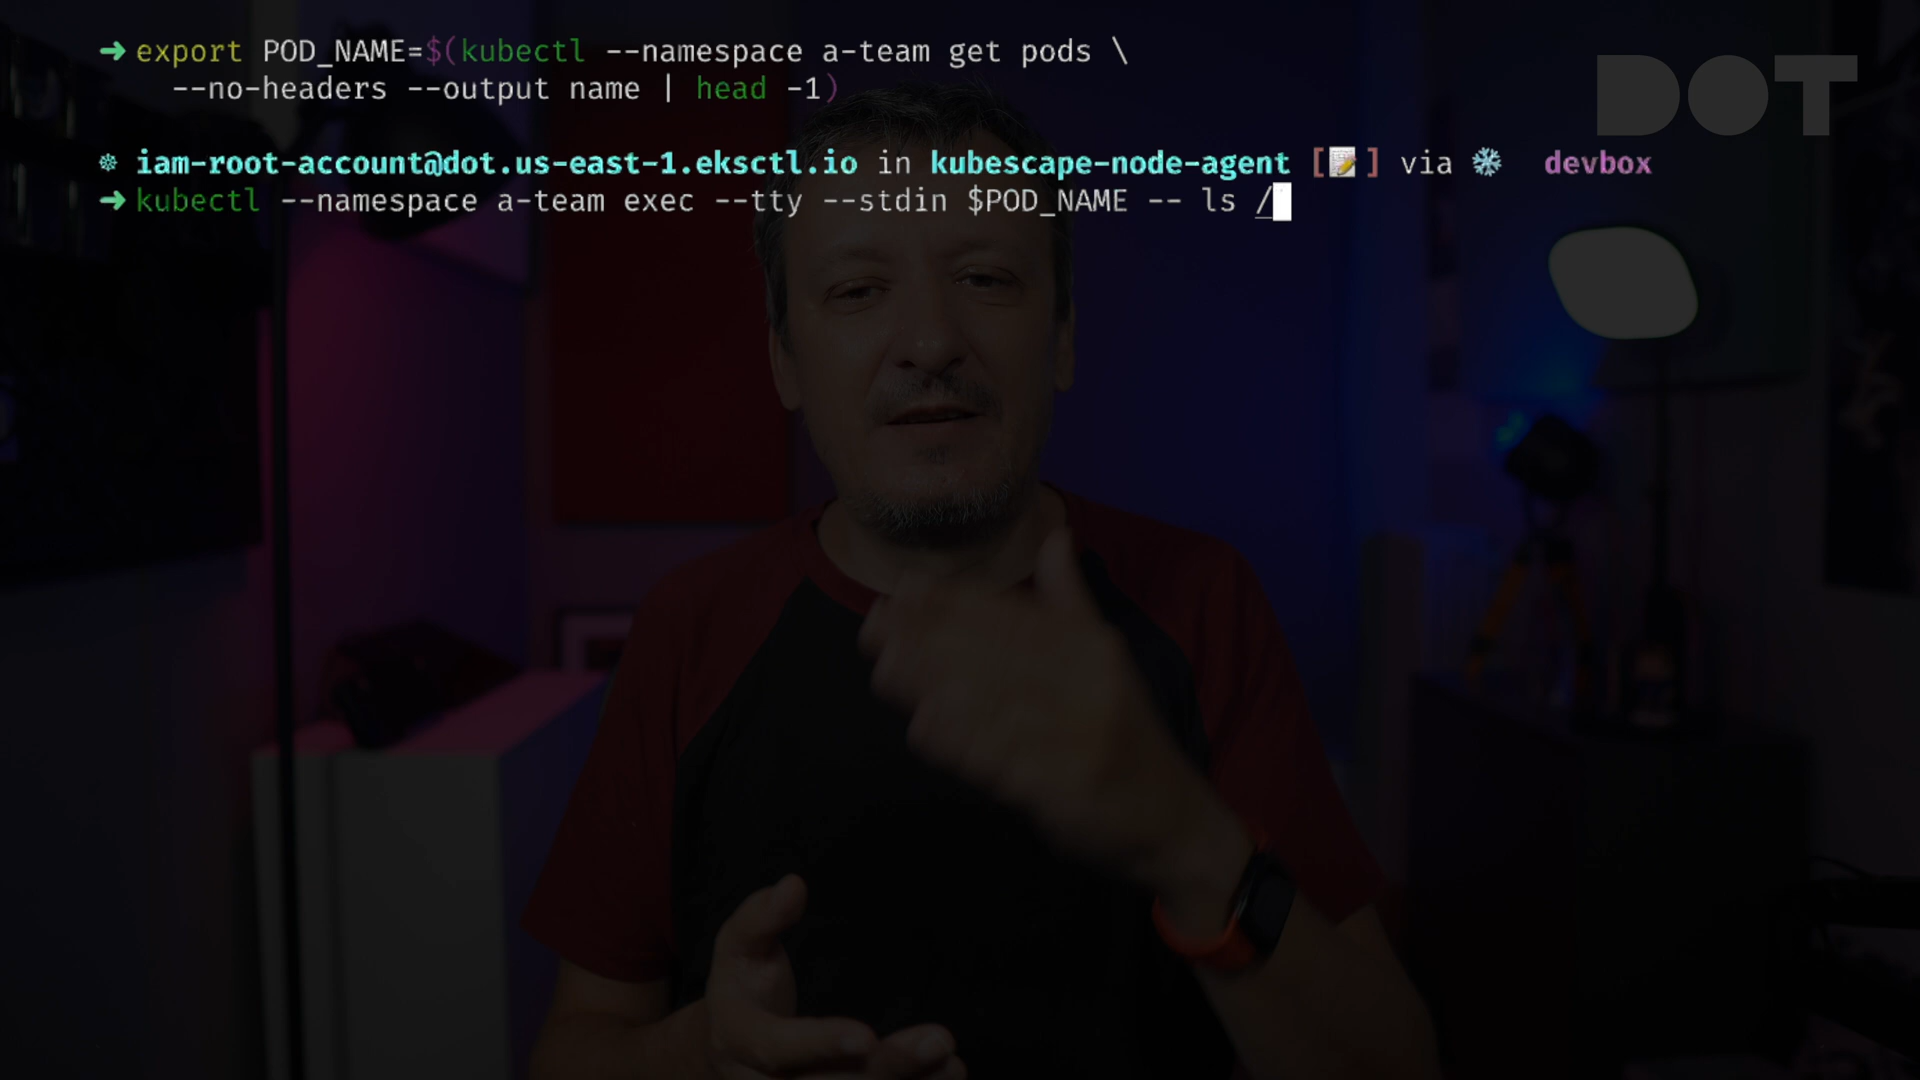 ➜ export POD_NAME=$(kubectl --namespace a-team get pods \
--no-headers --output name | head -1)
DOT
☸ iam-root-account@dot.us-east-1.eksctl.io in kubescape-node-agent [📝] via ❄️ devbox
➜ kubectl --namespace a-team exec --tty --stdin $POD_NAME -- ls /